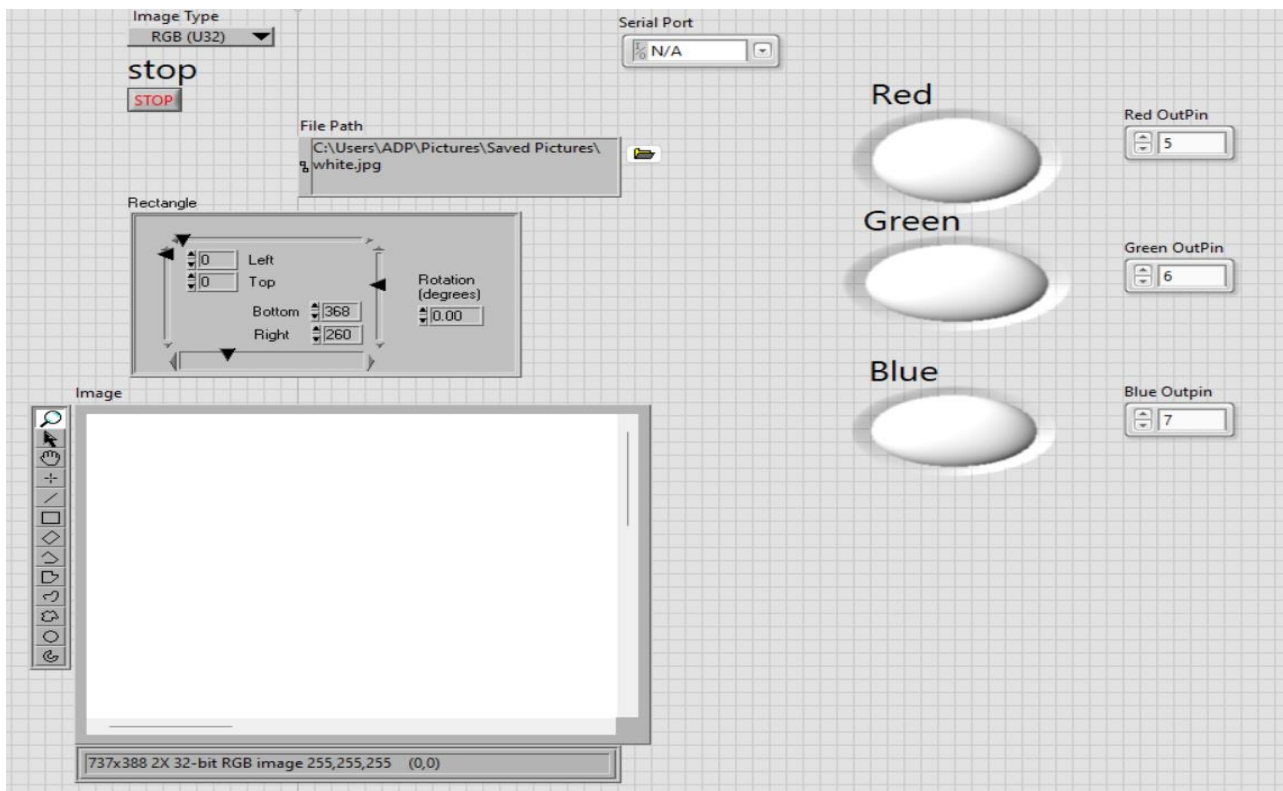 Image Type
RGB (U32)
stop
STOP
Serial Port
N/A
File Path
C:\Users\ADP\Pictures\Saved Pictures\
white.jpg
Rectangle
0 Left
0 Top
Bottom 368
Right 260
Rotation
(degrees)
0.00
Red
Red OutPin
5
Green
Green OutPin
6
Blue
Blue Outpin
7
Image
737x388 2X 32-bit RGB image 255,255,255 (0,0)